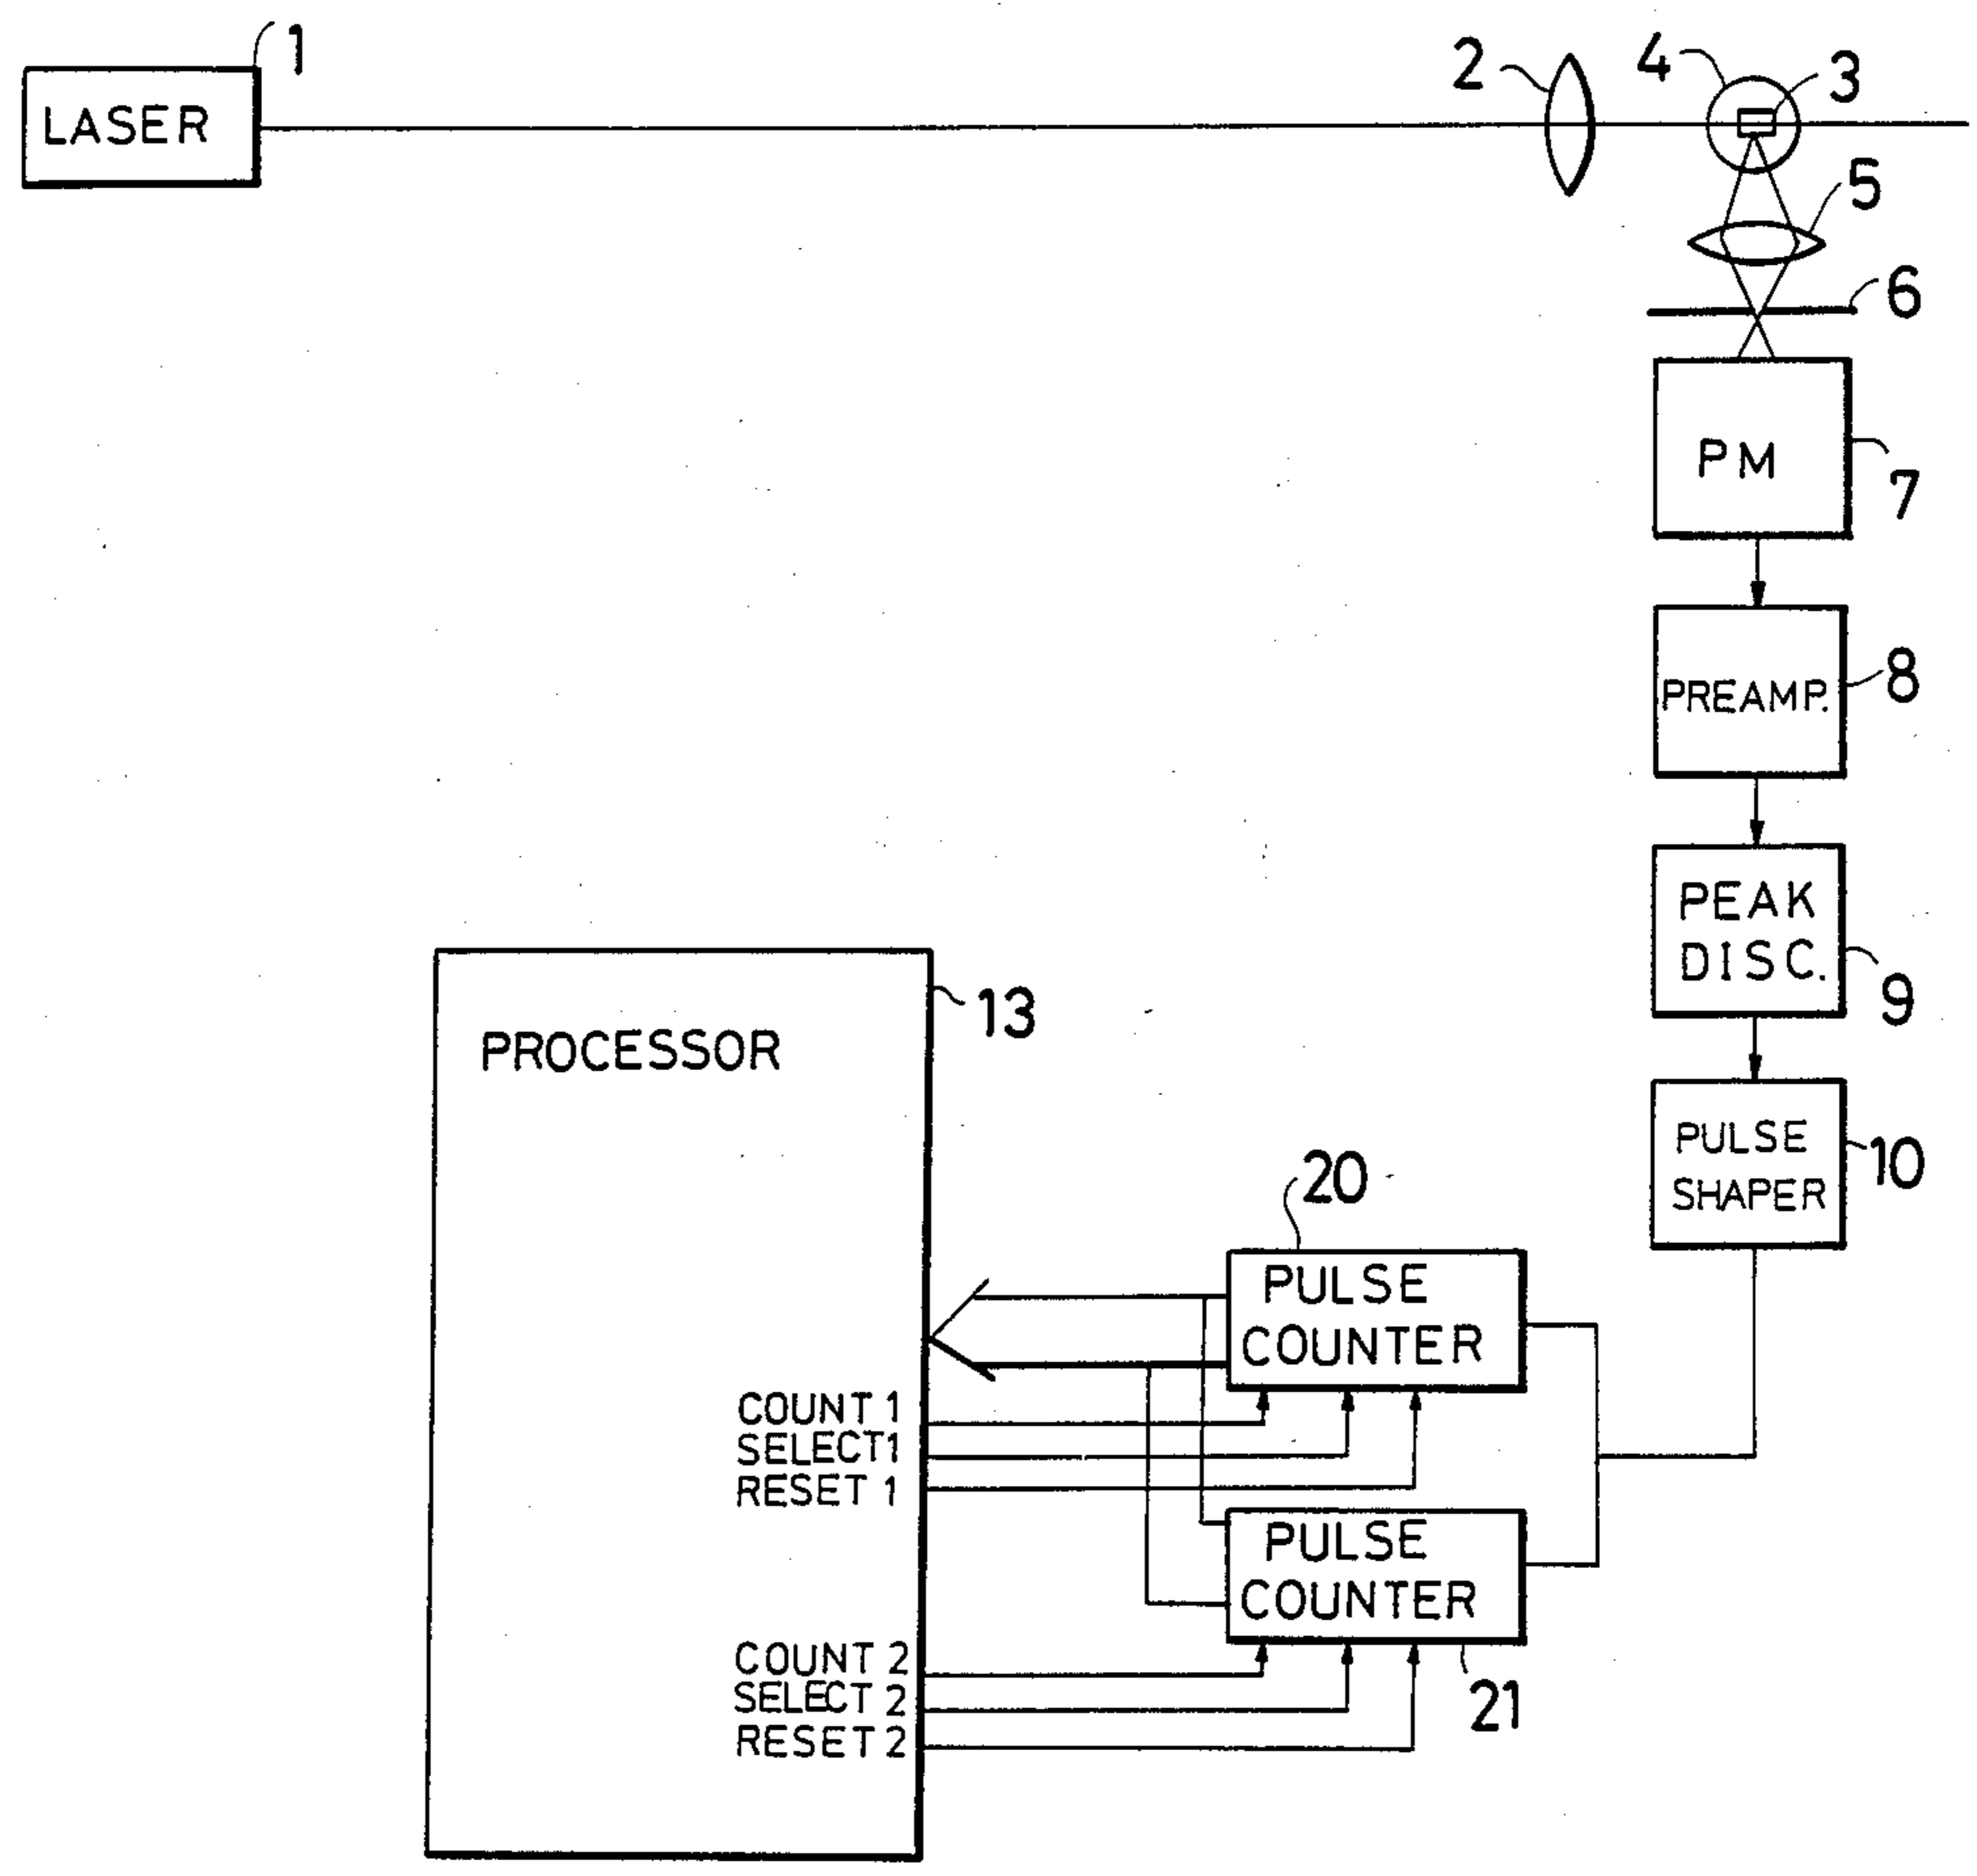 1
LASER
2
4
3
5
6
PM
7
PREAMP.
8
PEAK
DISC.
9
PROCESSOR
13
PULSE
SHAPER
10
20
PULSE
COUNTER
COUNT 1
SELECT1
RESET 1
PULSE
COUNTER
COUNT 2
SELECT 2
RESET 2
21